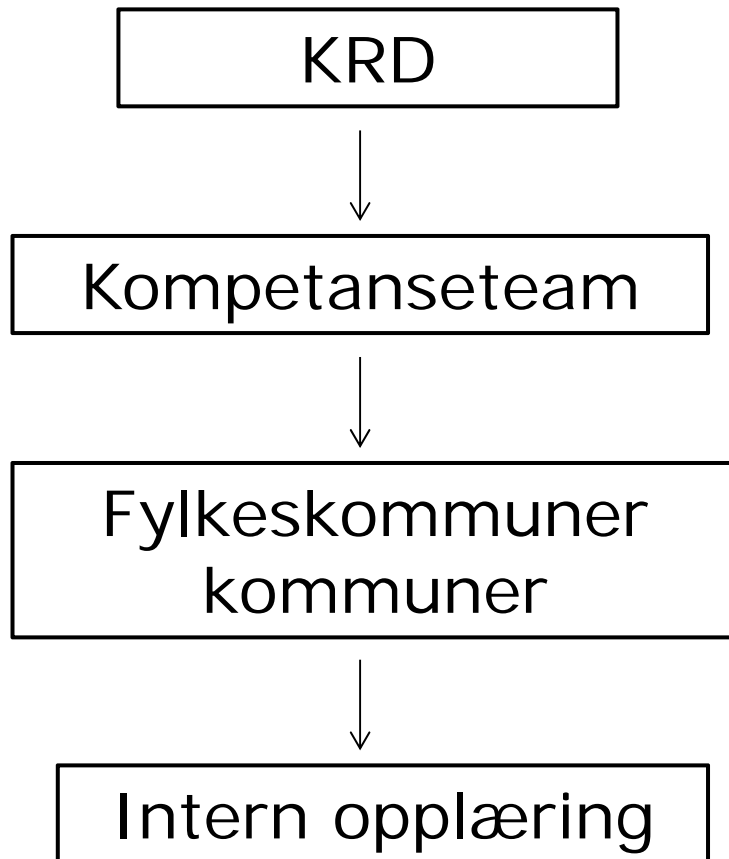 KRD
Kompetanseteam
Fylkeskommuner
kommuner
Intern opplæring